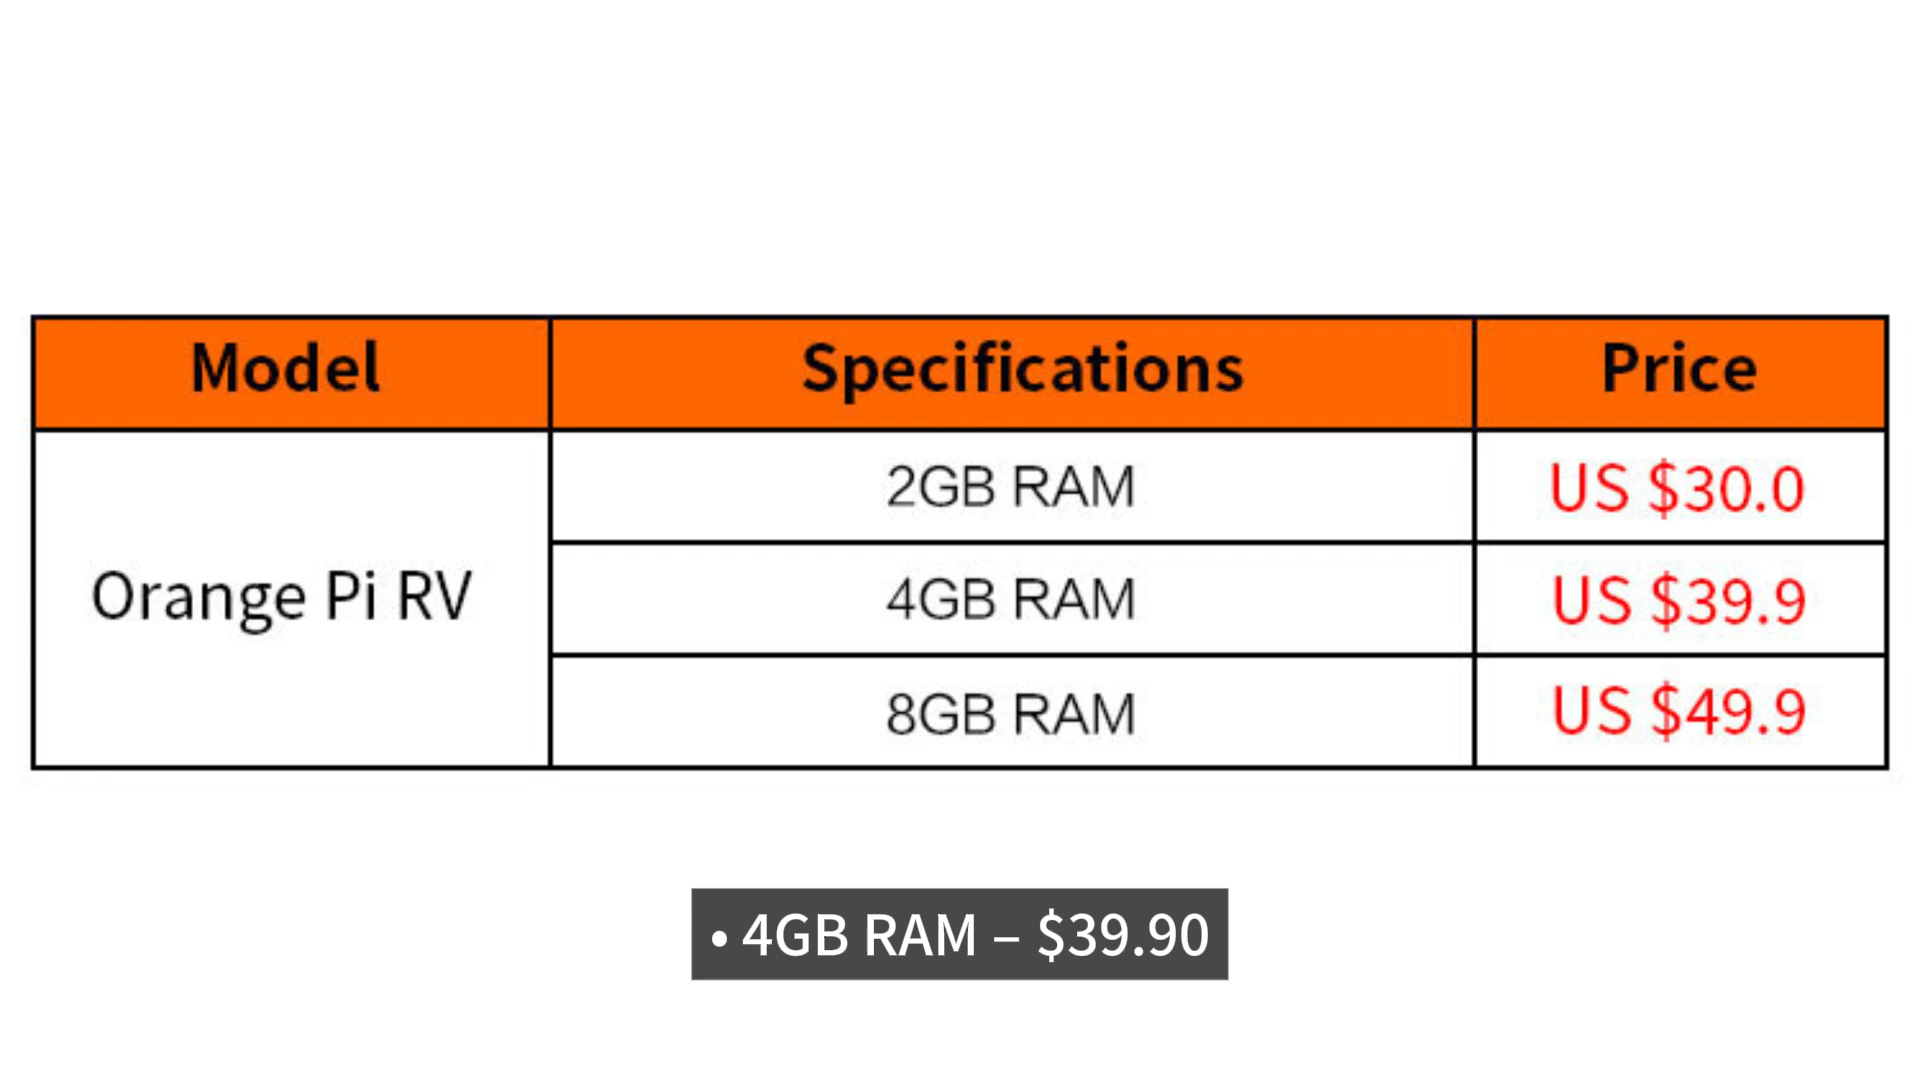 Model Specifications Price
2GB RAM US $30.0
Orange Pi RV 4GB RAM US $39.9
8GB RAM US $49.9
• 4GB RAM – $39.90